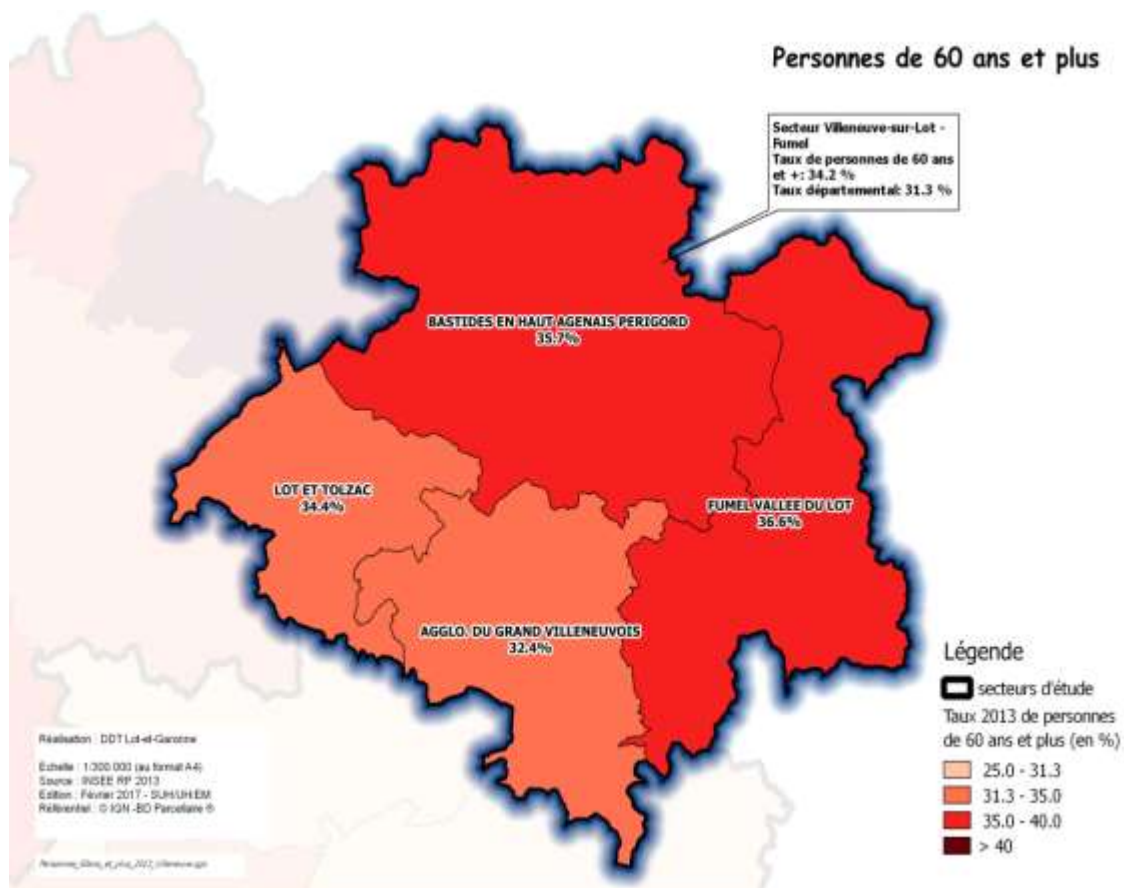 Personnes de 60 ans et plus
Secteur Villeneuve-sur-Lot -
Fumel
Taux de personnes de 60 ans
et +: 34.2 %
Taux départemental: 31.3 %
BASTIDES EN HAUT AGENAIS PERIGORD
35.7%
LOT ET TOLZAC
34.4%
FUMEL VALLEE DU LOT
36.6%
AGGLO. DU GRAND VILLENEUVOIS
32.4%
Légende
secteurs d'étude
Taux 2013 de personnes
de 60 ans et plus (en %)
25.0 - 31.3
31.3 - 35.0
35.0 - 40.0
> 40
Réalisation : DDT Lot-et-Garonne
Echelle : 1:300 000 (au format A4)
Source : INSEE RP 2013
Edition : Février 2017 - SUH/UH/EM
Référentiel : © IGN -BD Parcellaire ®